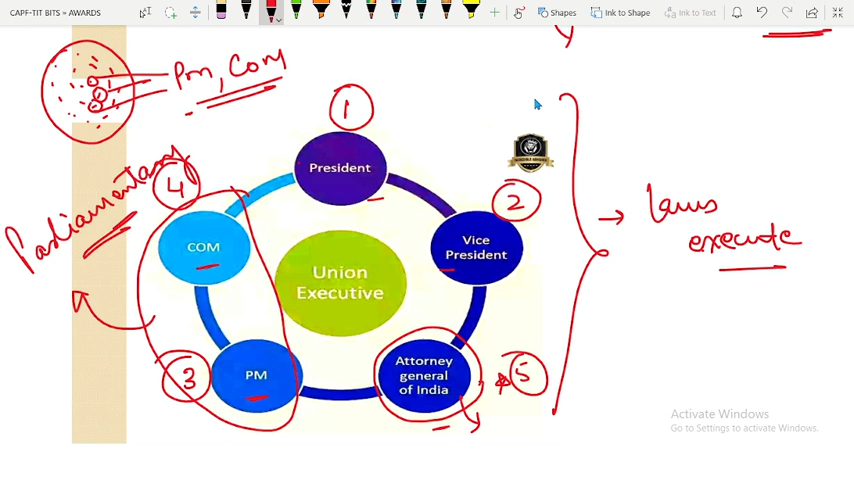 CAPF-TIT BITS » AWARDS
Shapes
Ink to Shape
Ink to Text
Pm, Com
1
President
Parliamentary
4
2
COM
Vice
President
Union
Executive
→ laws
execute
3
PM
Attorney
general
of India
5
Activate Windows
Go to Settings to activate Windows.